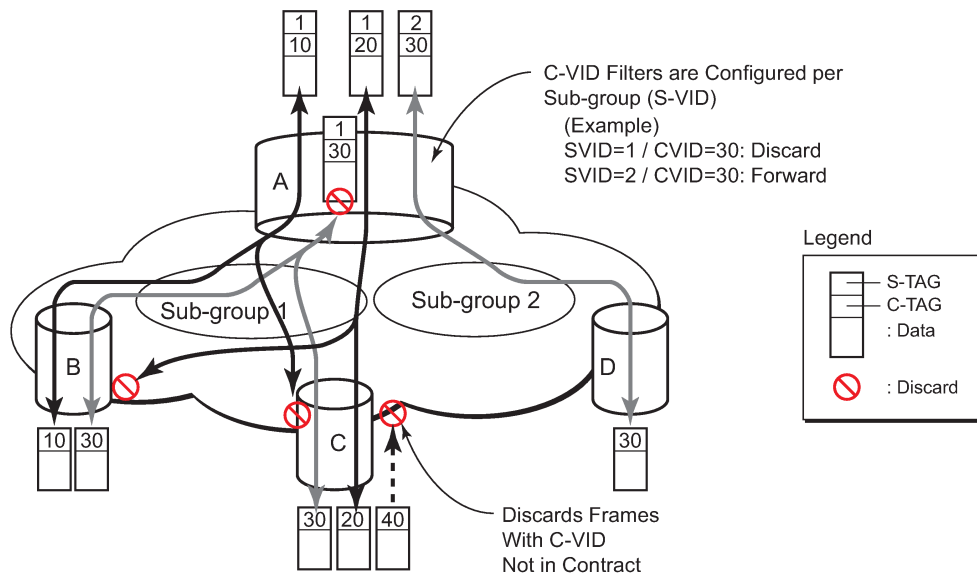 1
10
1
20
2
30
C-VID Filters are Configured per
Sub-group (S-VID)
(Example)
SVID=1 / CVID=30: Discard
SVID=2 / CVID=30: Forward
1
30
A
Legend
S-TAG
C-TAG
: Data
: Discard
Sub-group 1
Sub-group 2
B
D
C
10
30
30
30
20
40
Discards Frames
With C-VID
Not in Contract